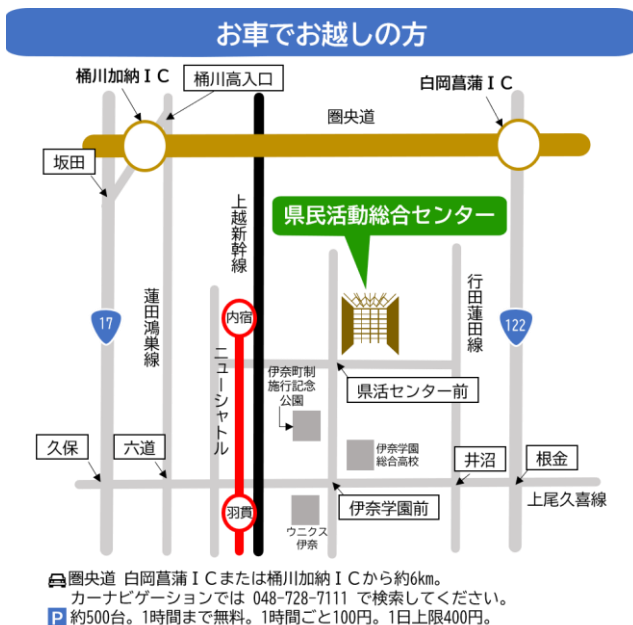 お車でお越しの方
桶川加納ＩＣ
桶川高入口
白岡菖蒲ＩＣ
圏央道
坂田
上越新幹線
県民活動総合センター
17
蓮田鴻巣線
内宿
行田蓮田線
122
ニューシャトル
伊奈町制
施行記念
公園
県活センター前
久保
六道
伊奈学園
総合高校
井沼
根金
羽貫
伊奈学園前
上尾久喜線
ウニクス
伊奈
圏央道 白岡菖蒲ＩＣまたは桶川加納ＩＣから約6km。
カーナビゲーションでは 048-728-7111 で検索してください。
P 約500台。1時間まで無料。1時間ごと100円。1日上限400円。